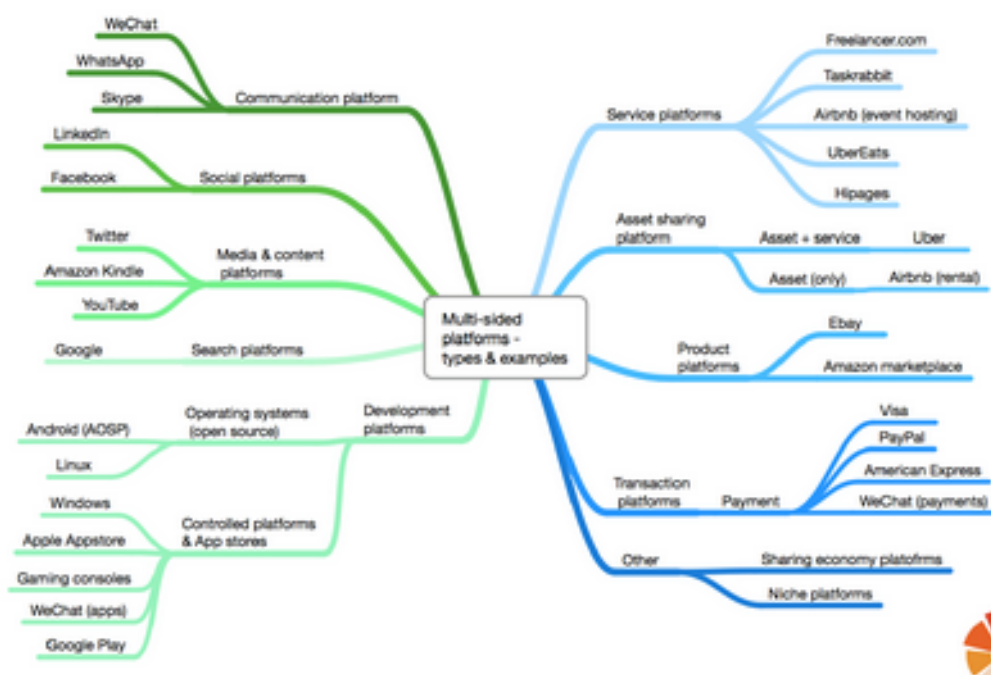 WeChat
WhatsApp
Skype
Communication platform
LinkedIn
Facebook
Social platforms
Twitter
Amazon Kindle
YouTube
Media & content
platforms
Google
Search platforms
Android (AOSP)
Linux
Operating systems
(open source)
Development
platforms
Windows
Apple Appstore
Gaming consoles
WeChat (apps)
Google Play
Controlled platforms
& App stores
Multi-sided
platforms -
types & examples
Service platforms
Freelancer.com
Taskrabbit
Airbnb (event hosting)
UberEats
Hipages
Asset sharing
platform
Asset + service
Uber
Asset (only)
Airbnb (rental)
Product
platforms
Ebay
Amazon marketplace
Transaction
platforms
Payment
Visa
PayPal
American Express
WeChat (payments)
Other
Sharing economy platofrms
Niche platforms